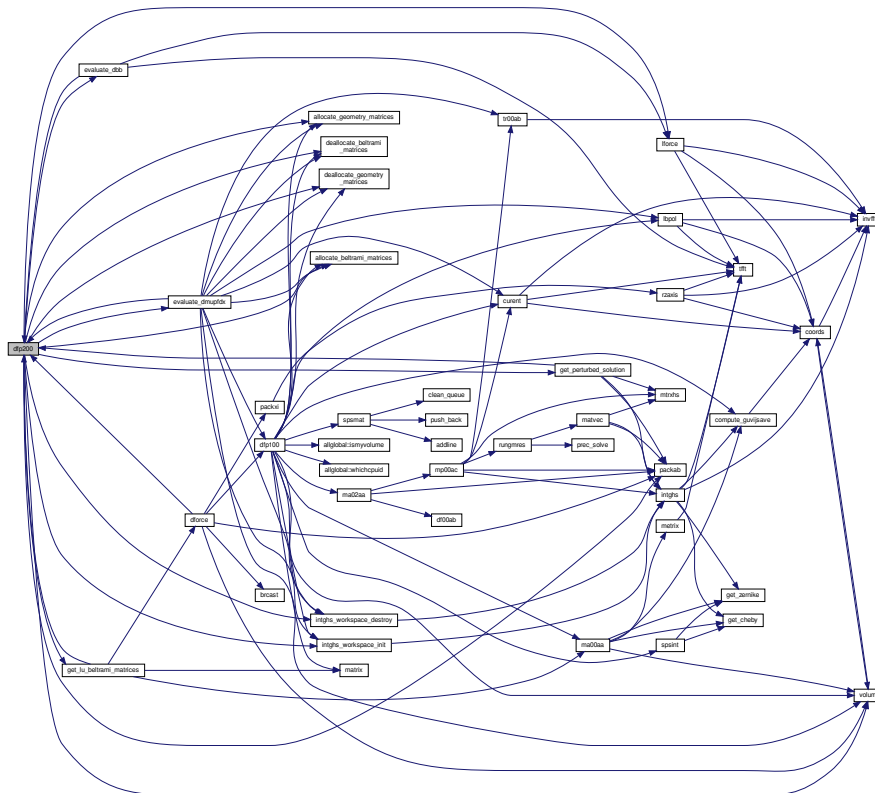 evaluate_dbb
allocate_geometry_matrices
tr00ab
deallocate_beltrami
_matrices
lforce
deallocate_geometry
_matrices
lbpol
invfft
allocate_beltrami_matrices
tfft
evaluate_dmupfdx
curent
rzaxis
coords
dfp200
get_perturbed_solution
mtrxhs
clean_queue
packxi
spsmat
push_back
matvec
compute_guvijsave
dfp100
allglobal::ismyvolume
addline
rungmres
prec_solve
allglobal::whichcpuid
mp00ac
packab
ma02aa
intghs
dforce
df00ab
metrix
brcast
get_zernike
intghs_workspace_destroy
get_cheby
intghs_workspace_init
ma00aa
spsint
get_lu_beltrami_matrices
matrix